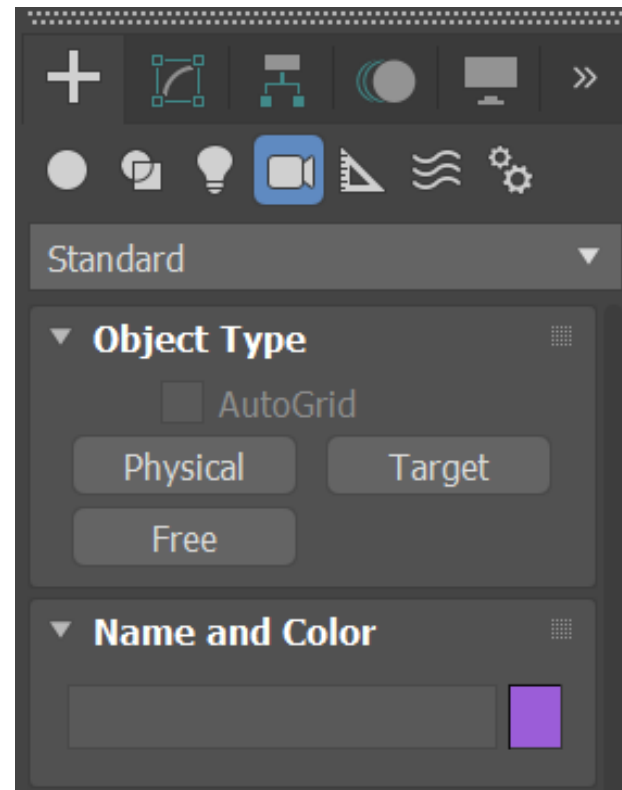 Standard
Object Type
AutoGrid
Physical Target
Free
Name and Color